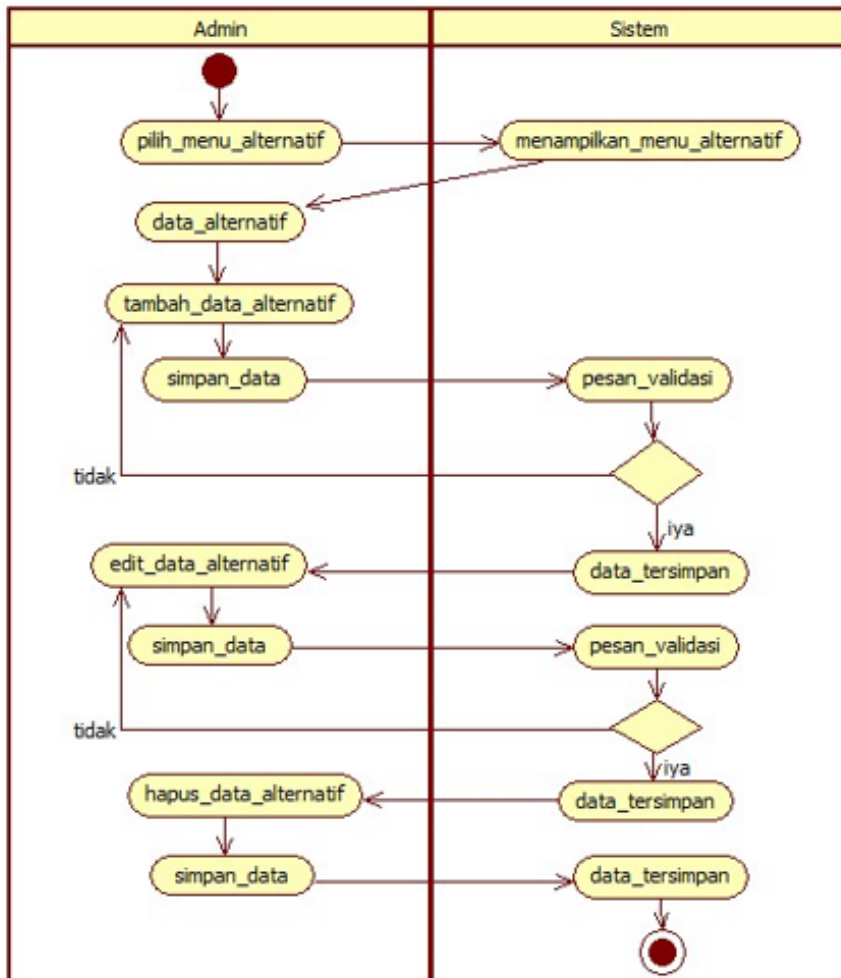 Admin
Sistem
pilih_menu_alternatif
menampilkan_menu_alternatif
data_alternatif
tambah_data_alternatif
simpan_data
pesan_validasi
tidak
iya
edit_data_alternatif
data_tersimpan
simpan_data
pesan_validasi
tidak
iya
hapus_data_alternatif
data_tersimpan
simpan_data
data_tersimpan